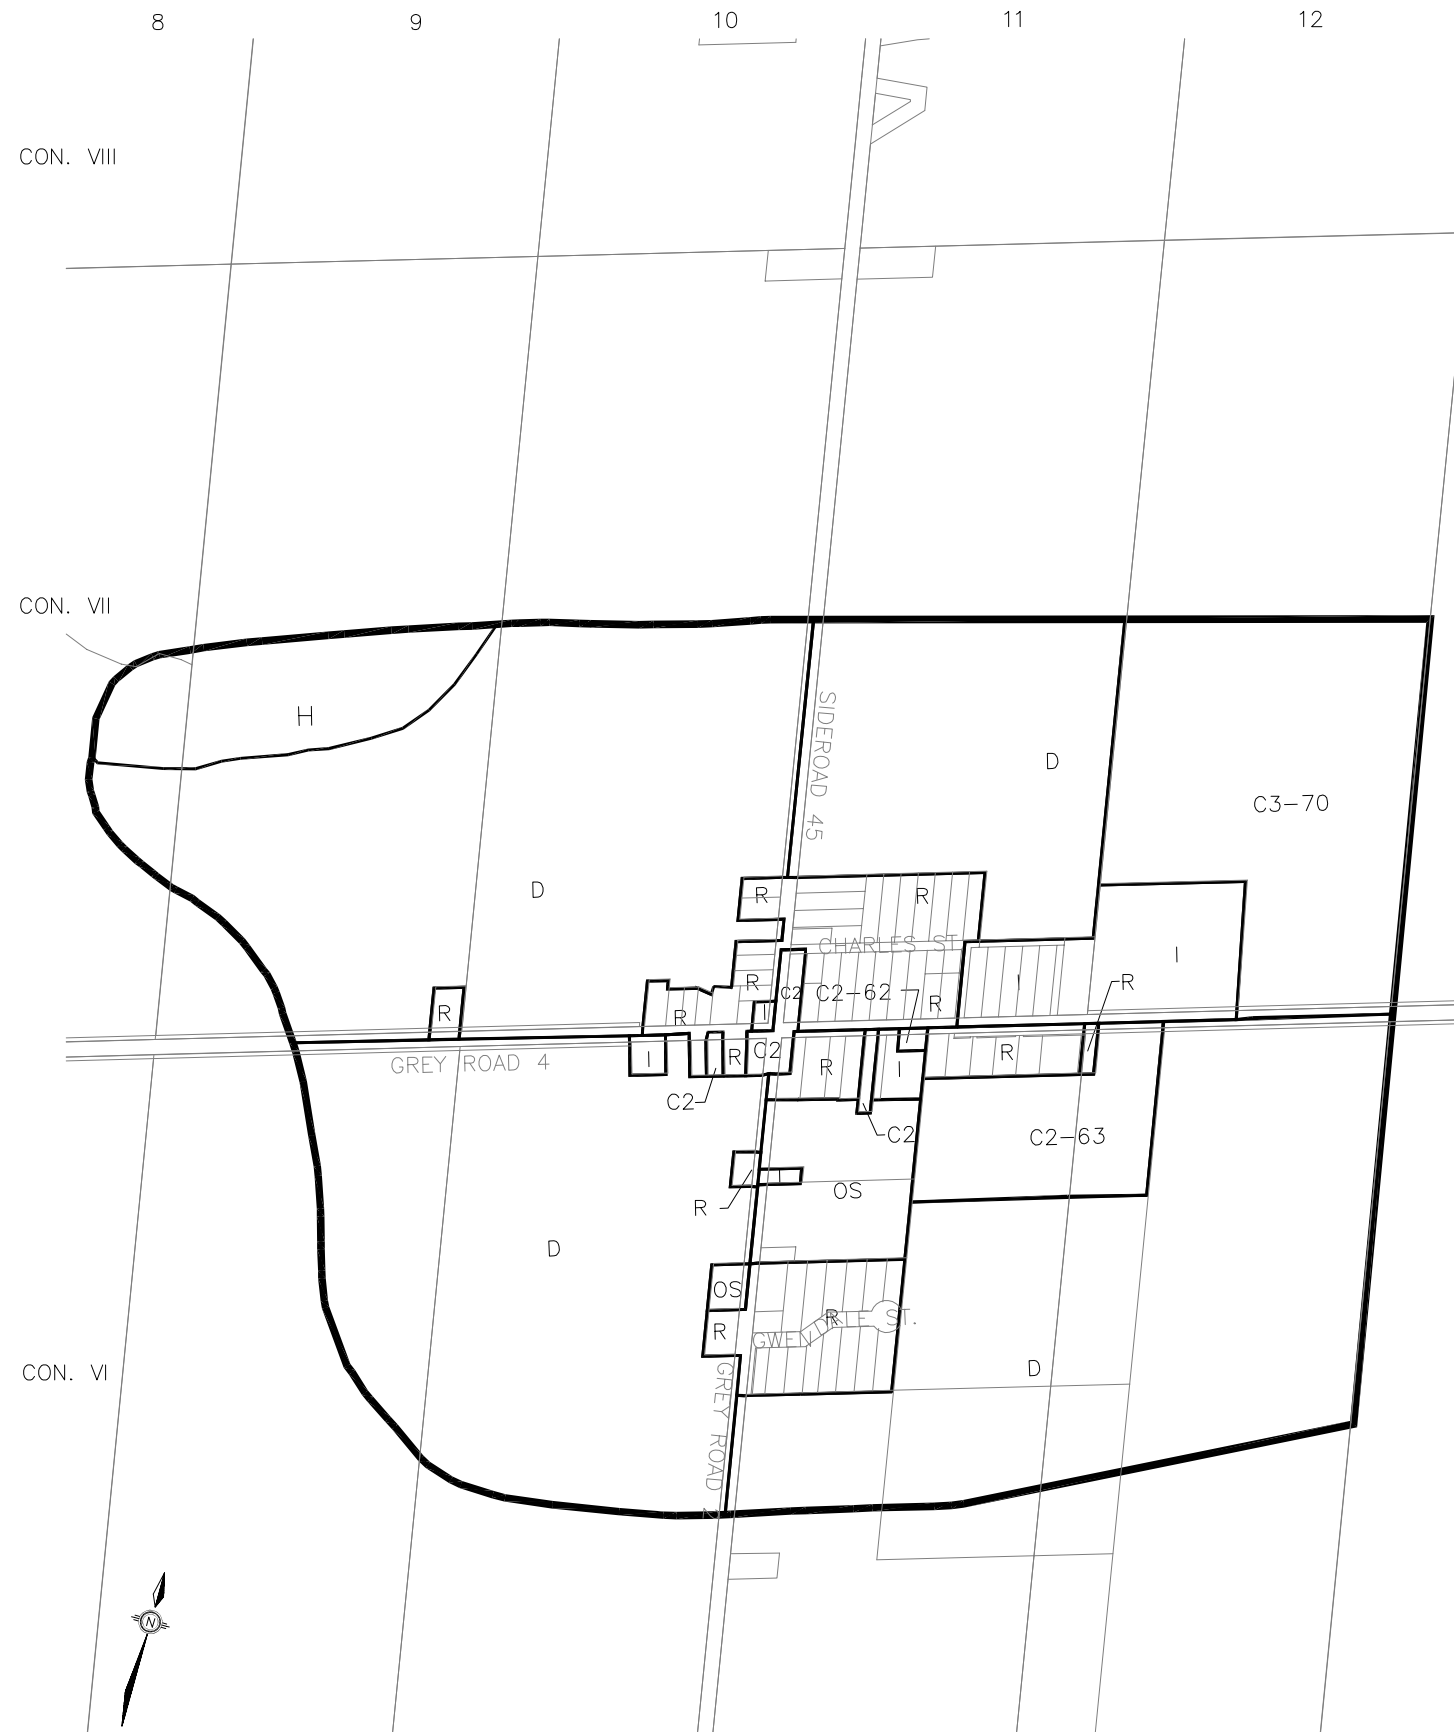 8 9 10 11 12
CON. VIII
CON. VII
H
SIDEROAD 45
D
C3-70
D
R
R
CHARLES ST.
I
R
R
C2
C2-62
I
R
R
R
I
GREY ROAD 4
I
R
C2
R
I
R
C2
C2
C2-63
I
R
OS
D
OS
R
R
GWENDALE ST.
GREY ROAD 2
D
CON. VI
N